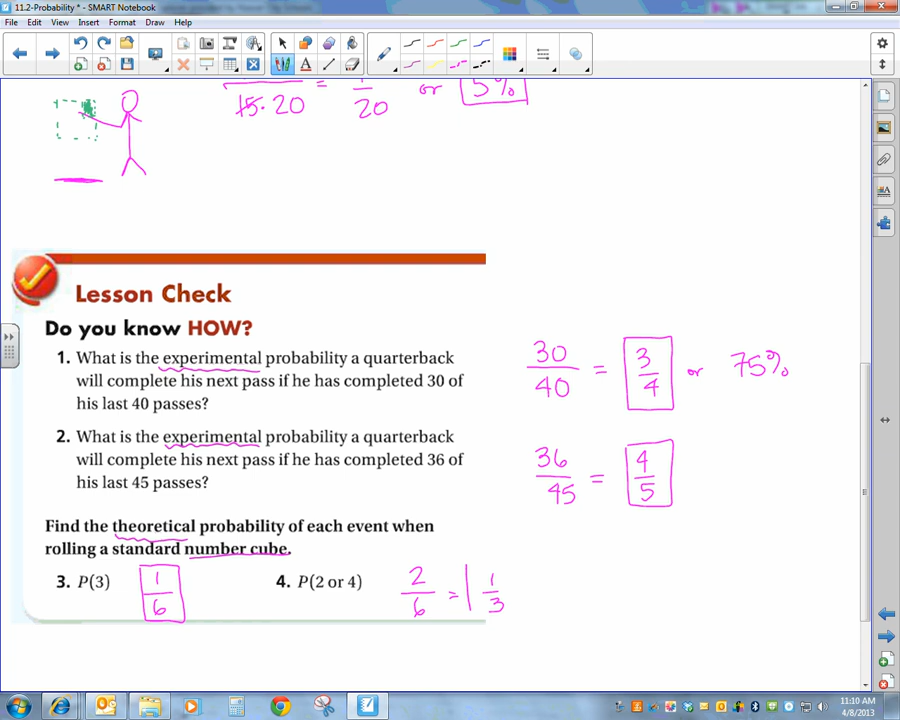 11.2-Probability * - SMART Notebook
File Edit View Insert Format Draw Help
15·20 = 1/20 or 5%
Lesson Check
Do you know HOW?
1. What is the experimental probability a quarterback
will complete his next pass if he has completed 30 of
his last 40 passes?
30/40 = 3/4 or 75%
2. What is the experimental probability a quarterback
will complete his next pass if he has completed 36 of
his last 45 passes?
36/45 = 4/5
Find the theoretical probability of each event when
rolling a standard number cube.
3. P(3) 1/6 4. P(2 or 4) 2/6 = 1/3
11:10 AM
4/8/2013